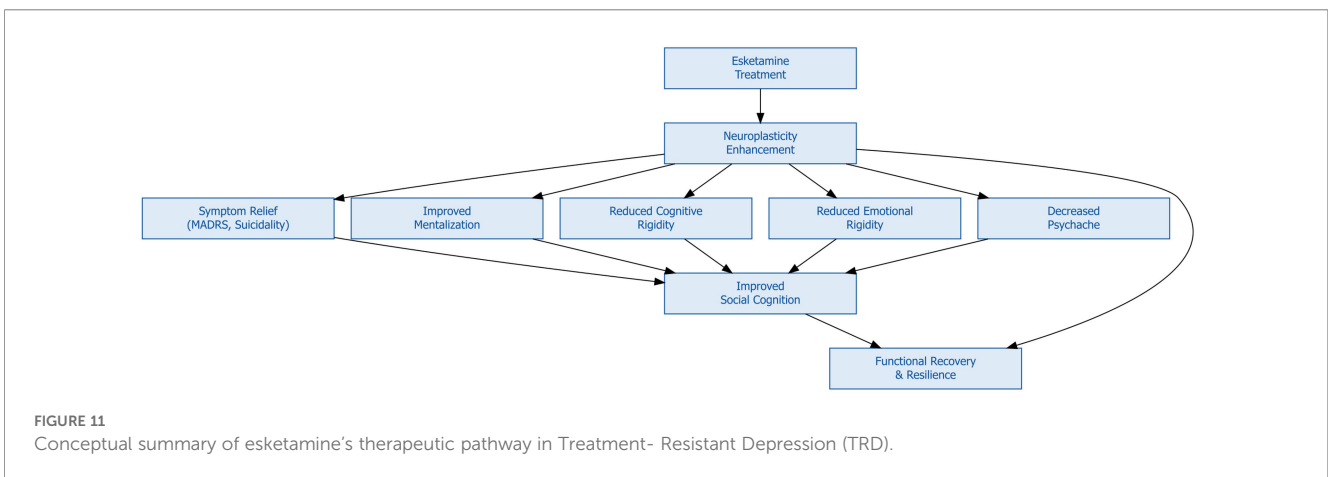 Esketamine
Treatment
Neuroplasticity
Enhancement
Symptom Relief
(MADRS, Suicidality)
Improved
Mentalization
Reduced Cognitive
Rigidity
Reduced Emotional
Rigidity
Decreased
Psychache
Improved
Social Cognition
Functional Recovery
& Resilience
FIGURE 11
Conceptual summary of esketamine's therapeutic pathway in Treatment- Resistant Depression (TRD).